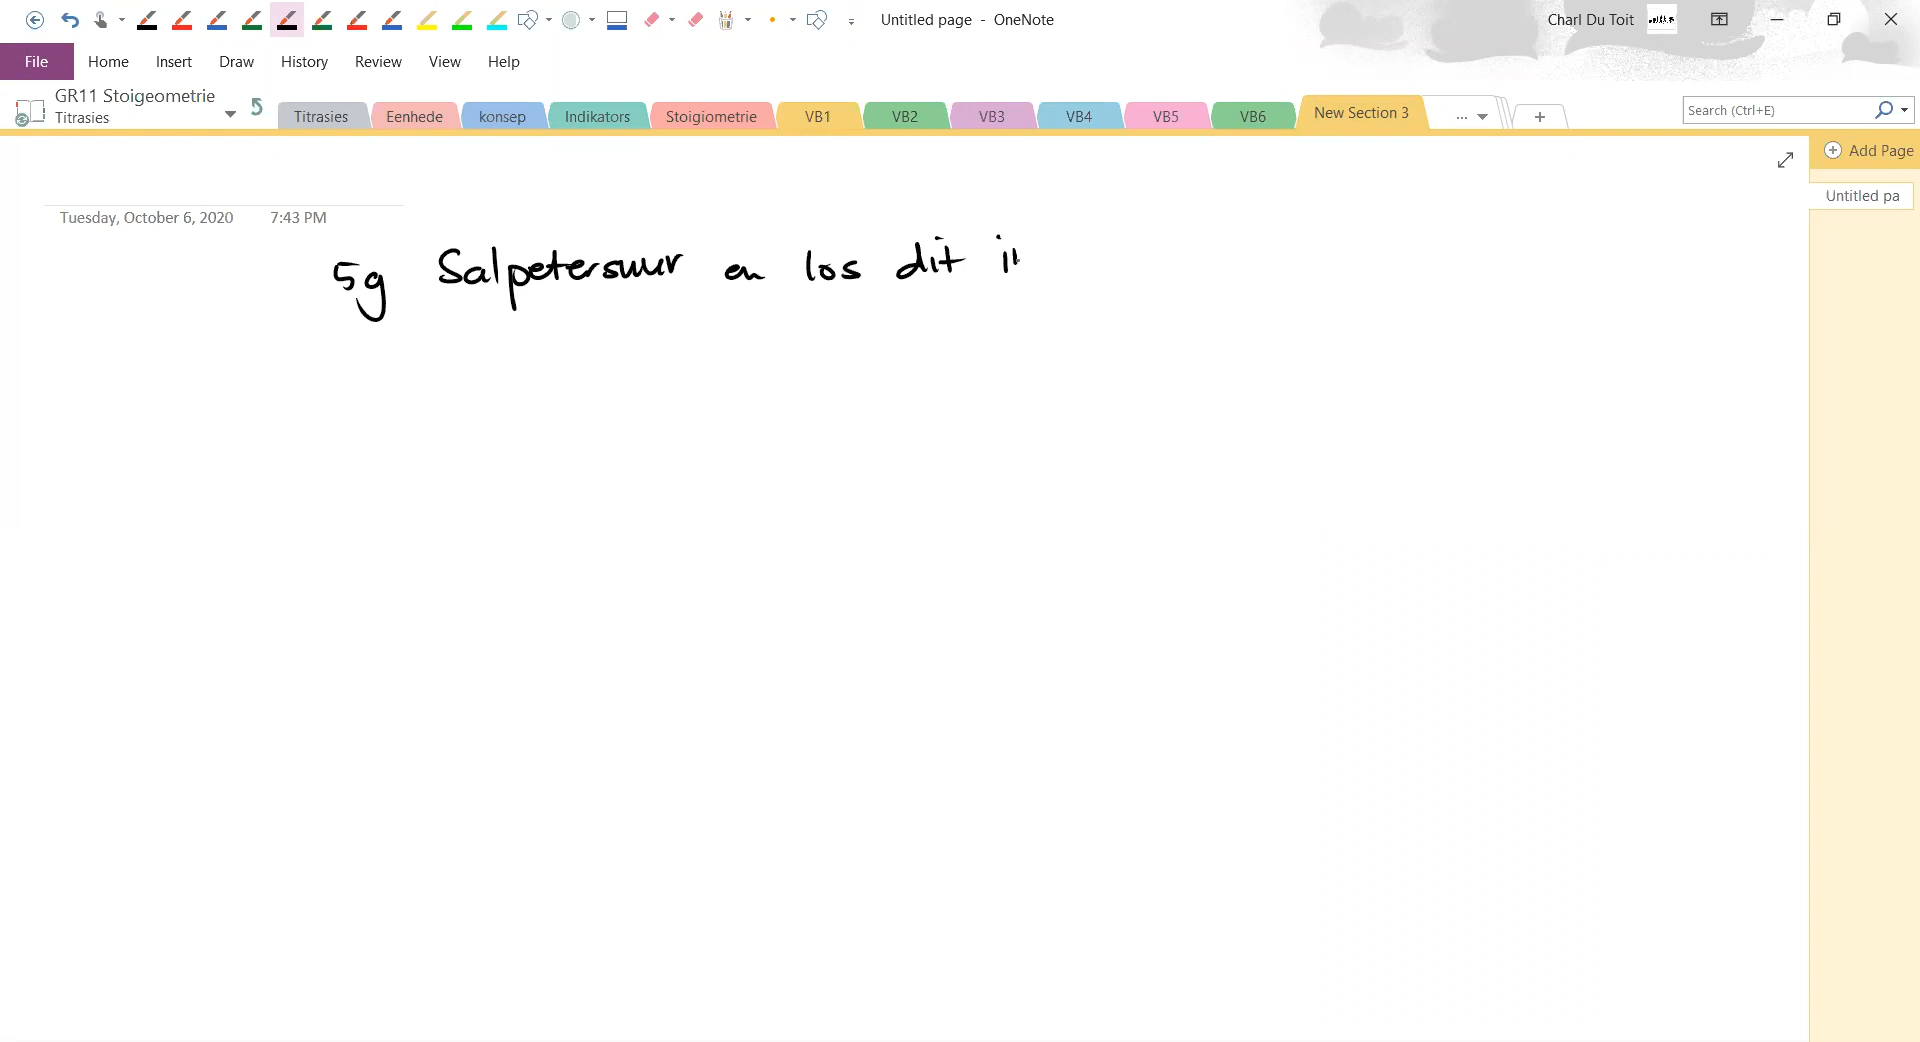 Untitled page - OneNote
Charl Du Toit
File Home Insert Draw History Review View Help
GR11 Stoigeometrie
Titrasies
Titrasies Eenhede konsep Indikators Stoigiometrie VB1 VB2 VB3 VB4 VB5 VB6 New Section 3 ... +
Search (Ctrl+E)
Add Page
Untitled pa
Tuesday, October 6, 2020 7:43 PM
5g Salpetersuur en los dit